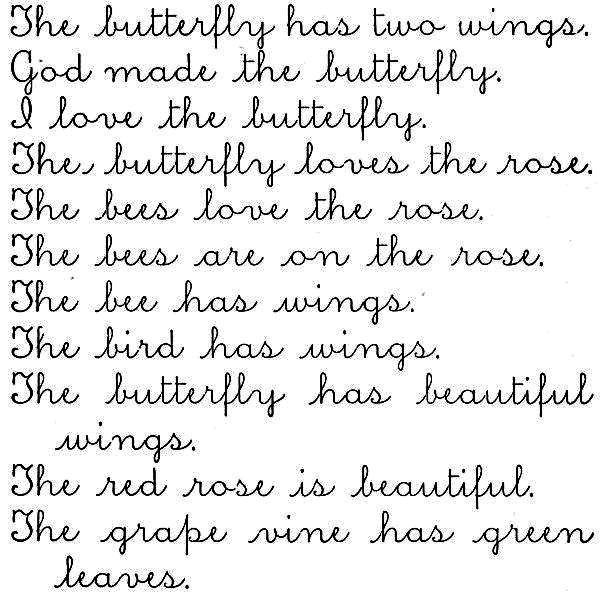 The butterfly has two wings.
God made the butterfly.
I love the butterfly.
The butterfly loves the rose.
The bees love the rose.
The bees are on the rose.
The bee has wings.
The bird has wings.
The butterfly has beautiful
wings.
The red rose is beautiful.
The grape vine has green
leaves.